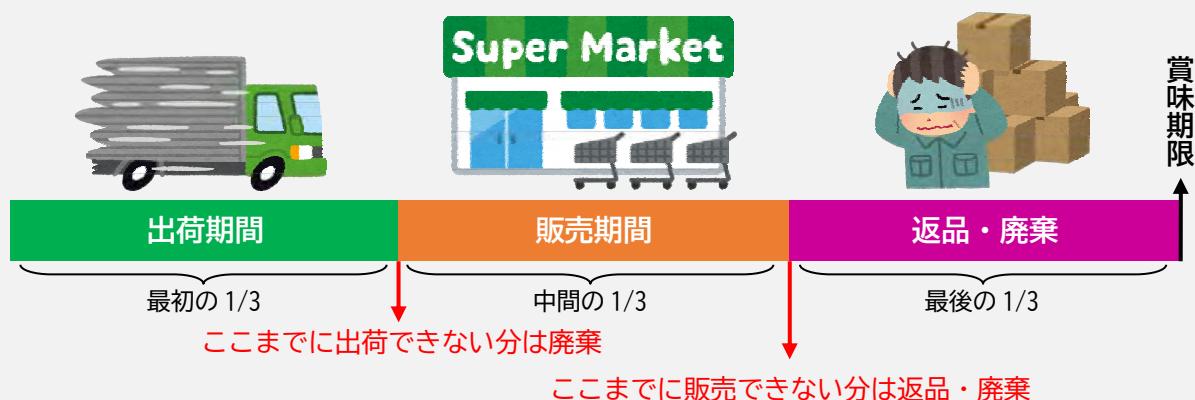 Super Market
賞味期限
出荷期間
販売期間
返品・廃棄
最初の 1/3
中間の 1/3
最後の 1/3
ここまでに出荷できない分は廃棄
ここまでに販売できない分は返品・廃棄